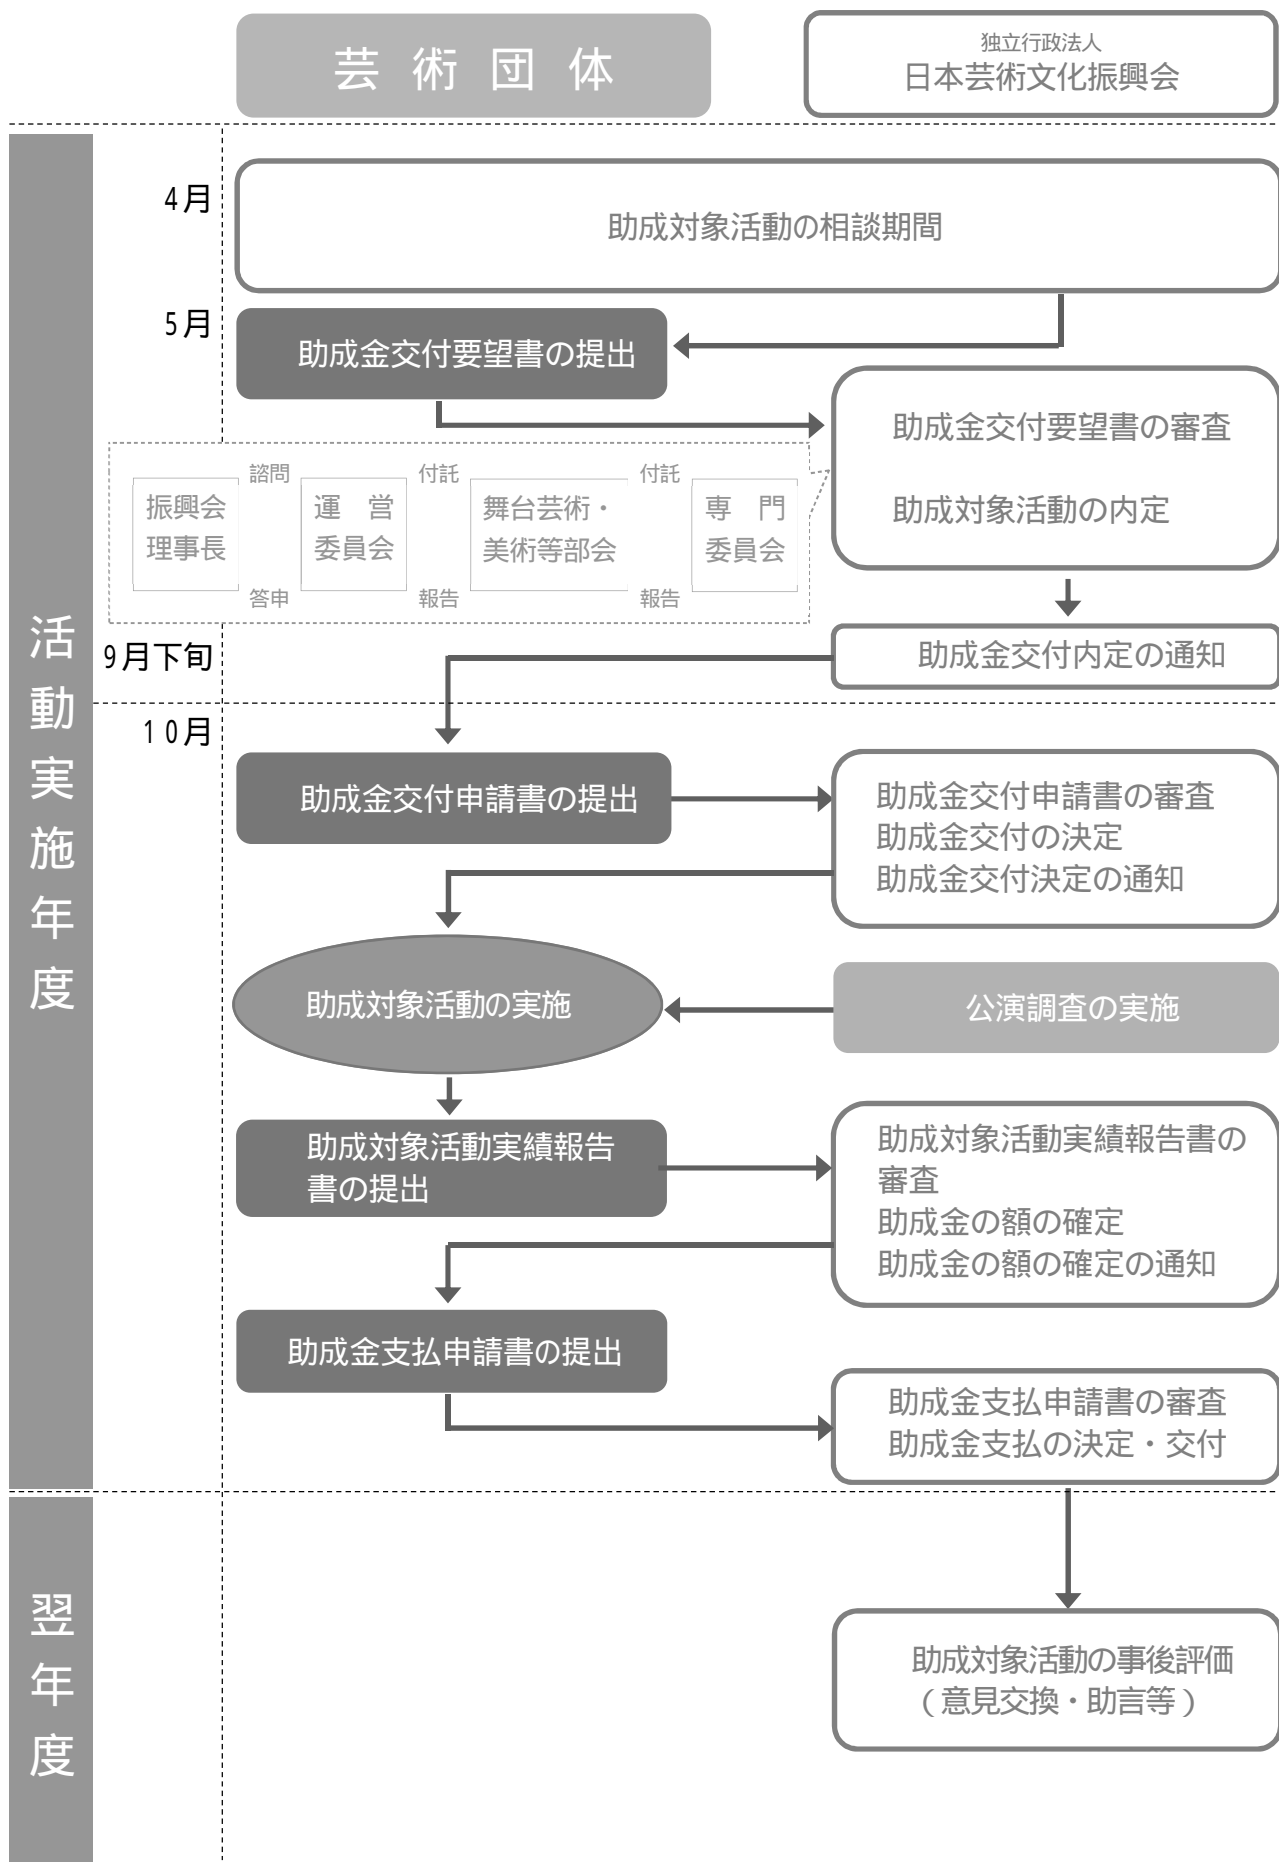 芸術団体
独立行政法人
日本芸術文化振興会
4月
助成対象活動の相談期間
5月
助成金交付要望書の提出
助成金交付要望書の審査
助成対象活動の内定
諮問
付託
付託
振興会
理事長
運営
委員会
舞台芸術・
美術等部会
専門
委員会
答申
報告
報告
9月下旬
助成金交付内定の通知
10月
助成金交付申請書の提出
助成金交付申請書の審査
助成金交付の決定
助成金交付決定の通知
助成対象活動の実施
公演調査の実施
助成対象活動実績報告
書の提出
助成対象活動実績報告書の
審査
助成金の額の確定
助成金の額の確定の通知
助成金支払申請書の提出
助成金支払申請書の審査
助成金支払の決定・交付
活動実施年度
助成対象活動の事後評価
（意見交換・助言等）
翌年度